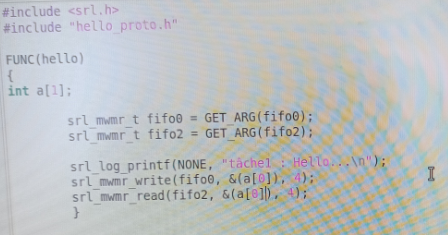 #include <srl.h>
#include "hello_proto.h"
FUNC(hello)
{
int a[1];
srl_mwmr_t fifo0 = GET_ARG(fifo0);
srl_mwmr_t fifo2 = GET_ARG(fifo2);
srl_log_printf(NONE, "tâche1 : Hello...\n");
srl_mwmr_write(fifo0, &(a[0]), 4);
srl_mwmr_read(fifo2, &(a[0]), 4);
}